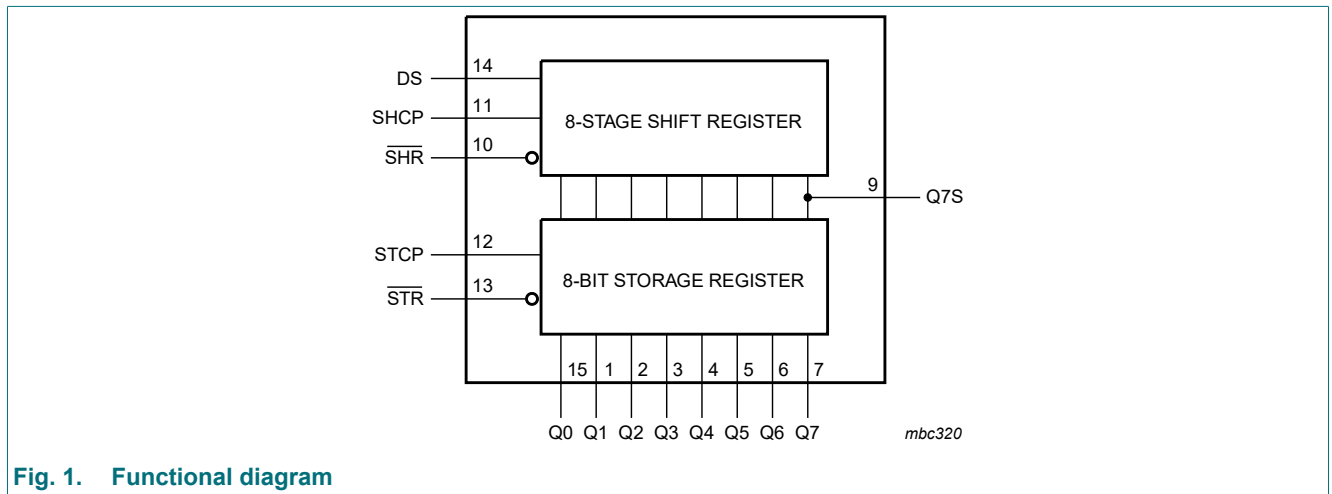 DS 14
SHCP 11
S̅H̅R̅ 10
8-STAGE SHIFT REGISTER
9 Q7S
STCP 12
S̅T̅R̅ 13
8-BIT STORAGE REGISTER
15 1 2 3 4 5 6 7
Q0 Q1 Q2 Q3 Q4 Q5 Q6 Q7
mbc320
Fig. 1. Functional diagram